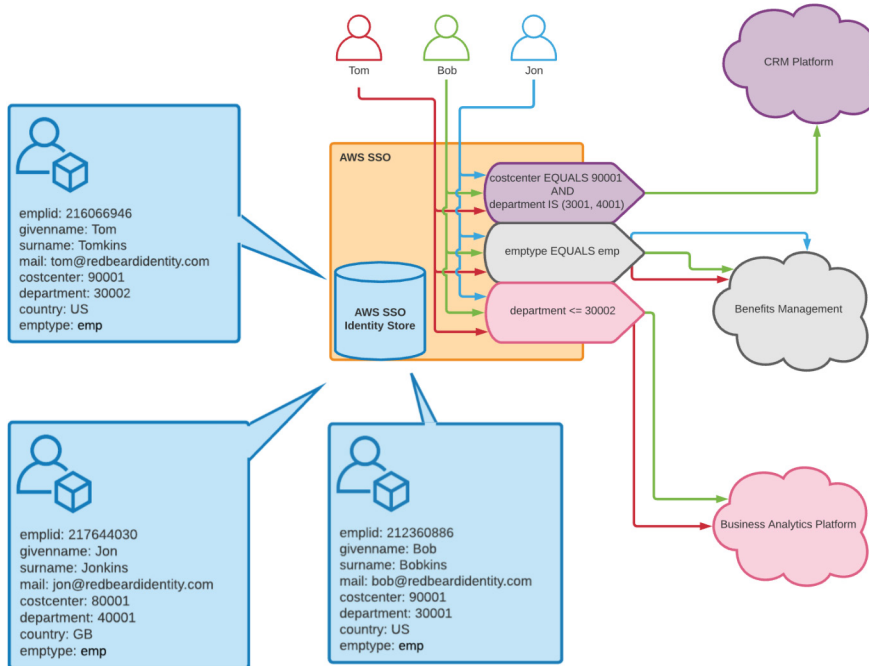 Tom
Bob
Jon
CRM Platform
AWS SSO
costcenter EQUALS 90001
AND
department IS (3001, 4001)
emptype EQUALS emp
department <= 30002
AWS SSO
Identity Store
Benefits Management
Business Analytics Platform
emplid: 216066946
givenname: Tom
surname: Tomkins
mail: tom@redbeardidentity.com
costcenter: 90001
department: 30002
country: US
emptype: emp
emplid: 217644030
givenname: Jon
surname: Jonkins
mail: jon@redbeardidentity.com
costcenter: 80001
department: 40001
country: GB
emptype: emp
emplid: 212360886
givenname: Bob
surname: Bobkins
mail: bob@redbeardidentity.com
costcenter: 90001
department: 30001
country: US
emptype: emp